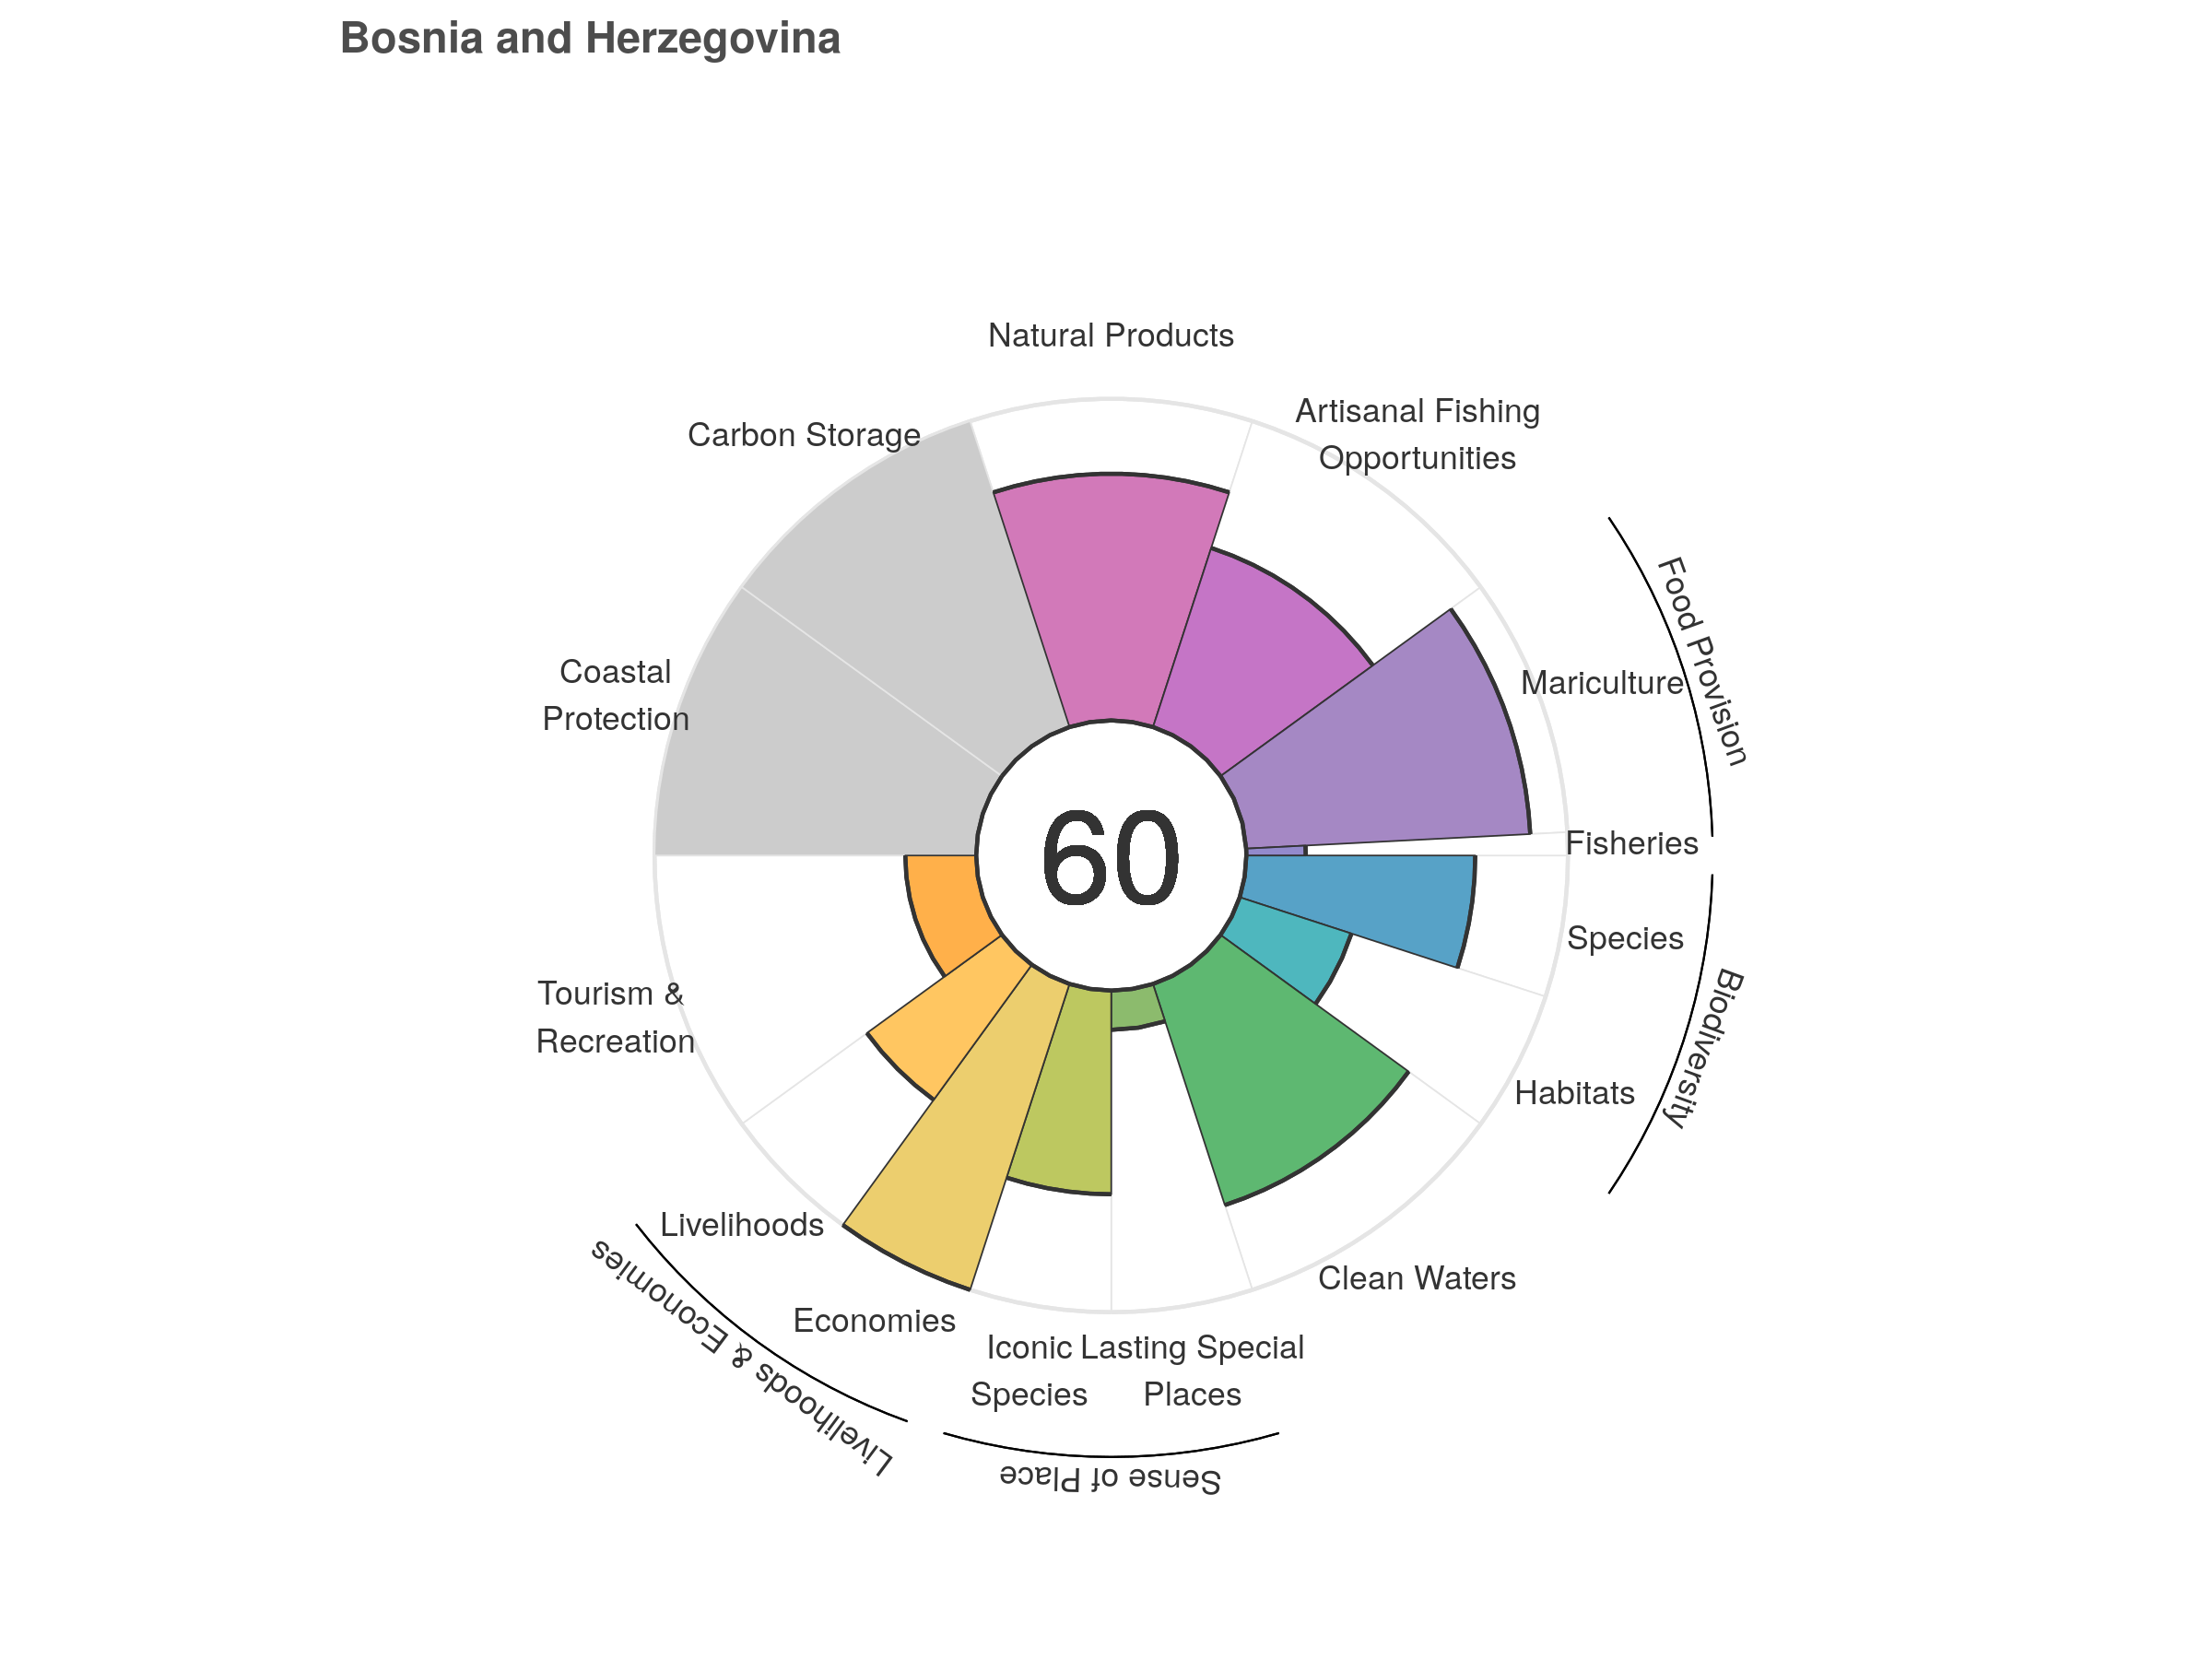 Bosnia and Herzegovina
Natural Products
Artisanal Fishing
Opportunities
Carbon Storage
Food Provision
Mariculture
Coastal
Protection
60
Fisheries
Species
Biodiversity
Tourism &
Recreation
Habitats
Livelihoods
Livelihoods & Economies
Clean Waters
Economies
Iconic
Species
Lasting Special
Places
Sense of Place